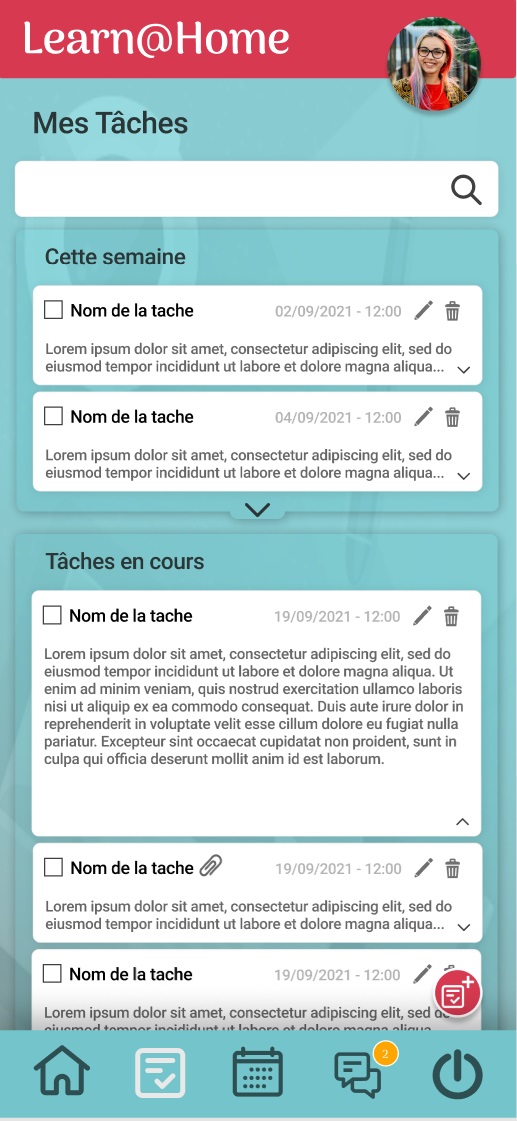 Learn@Home
Mes Tâches
Cette semaine
Nom de la tache 02/09/2021 - 12:00
Lorem ipsum dolor sit amet, consectetur adipiscing elit, sed do
eiusmod tempor incididunt ut labore et dolore magna aliqua...
Nom de la tache 04/09/2021 - 12:00
Lorem ipsum dolor sit amet, consectetur adipiscing elit, sed do
eiusmod tempor incididunt ut labore et dolore magna aliqua...
Tâches en cours
Nom de la tache 19/09/2021 - 12:00
Lorem ipsum dolor sit amet, consectetur adipiscing elit, sed do
eiusmod tempor incididunt ut labore et dolore magna aliqua. Ut
enim ad minim veniam, quis nostrud exercitation ullamco laboris
nisi ut aliquip ex ea commodo consequat. Duis aute irure dolor in
reprehenderit in voluptate velit esse cillum dolore eu fugiat nulla
pariatur. Excepteur sint occaecat cupidatat non proident, sunt in
culpa qui officia deserunt mollit anim id est laborum.
Nom de la tache 19/09/2021 - 12:00
Lorem ipsum dolor sit amet, consectetur adipiscing elit, sed do
eiusmod tempor incididunt ut labore et dolore magna aliqua...
Nom de la tache 19/09/2021 - 12:00
Lorem ipsum dolor sit amet, consectetur adipiscing elit, sed do
eiusmod tempor incididunt ut labore et dolore magna aliqua...
2